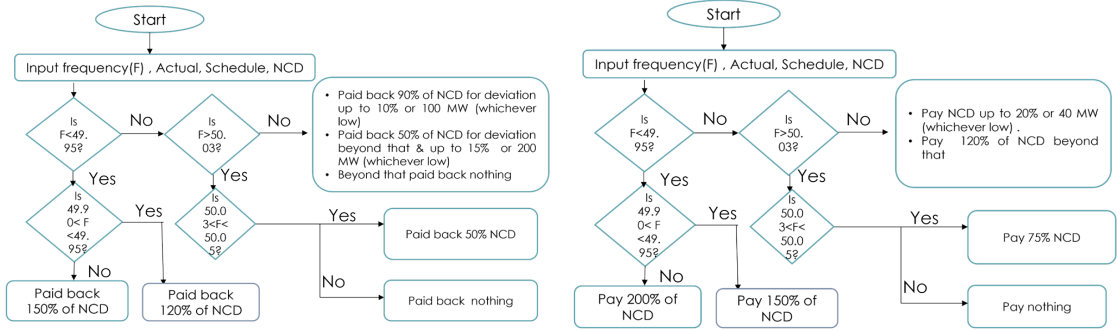 Start
Input frequency(F) , Actual, Schedule, NCD
Is
F<49.
95?
No
Is
F>50.
03?
No
• Paid back 90% of NCD for deviation
up to 10% or 100 MW (whichever
low)
• Paid back 50% of NCD for deviation
beyond that & up to 15% or 200
MW (whichever low)
• Beyond that paid back nothing
Yes
Yes
Is
49.9
0< F
<49.
95?
Yes
Is
50.0
3<F<
50.0
5?
Yes
Paid back 50% NCD
No
No
Paid back
150% of NCD
Paid back
120% of NCD
Paid back nothing
Start
Input frequency(F) , Actual, Schedule, NCD
Is
F<49.
95?
No
Is
F>50.
03?
No
• Pay NCD up to 20% or 40 MW
(whichever low) .
• Pay 120% of NCD beyond
that
Yes
Yes
Is
49.9
0< F
<49.
95?
Yes
Is
50.0
3<F<
50.0
5?
Yes
Pay 75% NCD
No
No
Pay 200% of
NCD
Pay 150% of
NCD
Pay nothing